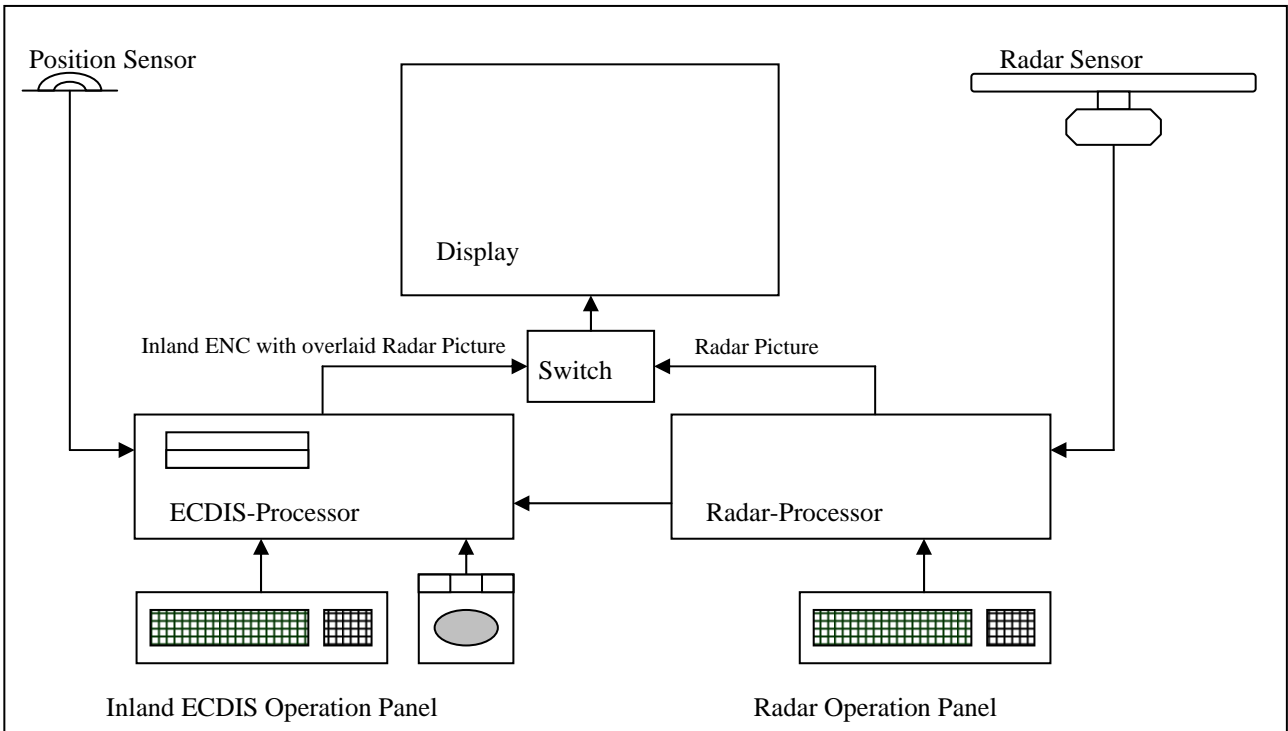 Position Sensor
Radar Sensor
Display
Inland ENC with overlaid Radar Picture
Switch
Radar Picture
ECDIS-Processor
Radar-Processor
Inland ECDIS Operation Panel
Radar Operation Panel